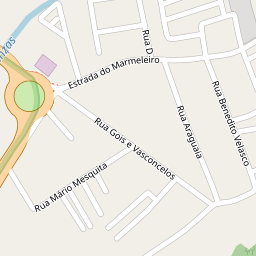 Rua D
Estrada do Marmeleiro
Rua Benedito Velasco
Rua Araguaia
Rua Gois e Vasconcelos
Rua Mário Mesquita